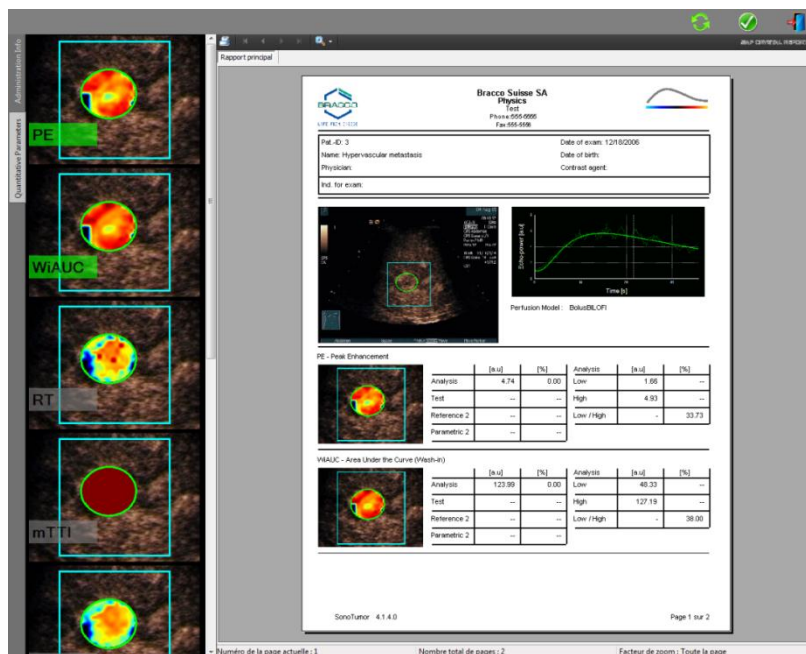 Administration Info
Quantitative Parameters
PE
WiAUC
RT
mTTI
Rapport principal
SAP CRYSTAL REPORTS
BRACCO
LIFE FROM INSIDE
Bracco Suisse SA
Physics
Test
Phone:555-5555
Fax:555-5556
Pat.-ID: 3
Date of exam: 12/18/2006
Name: Hypervascular metastasis
Date of birth:
Physician:
Contrast agent:
Ind. for exam:
Echo-power [a.u]
Time [s]
Perfusion Model : BolusBILOFI
PE - Peak Enhancement
[a.u] [%] Analysis [a.u] [%]
Analysis 4.74 0.00 Low 1.66 --
Test -- -- High 4.93 --
Reference 2 -- -- Low / High - 33.73
Parametric 2 -- --
WiAUC - Area Under the Curve (Wash-in)
[a.u] [%] Analysis [a.u] [%]
Analysis 123.99 0.00 Low 48.33 --
Test -- -- High 127.19 --
Reference 2 -- -- Low / High - 38.00
Parametric 2 -- --
SonoTumor 4.1.4.0
Page 1 sur 2
Numéro de la page actuelle : 1
Nombre total de pages : 2
Facteur de zoom : Toute la page